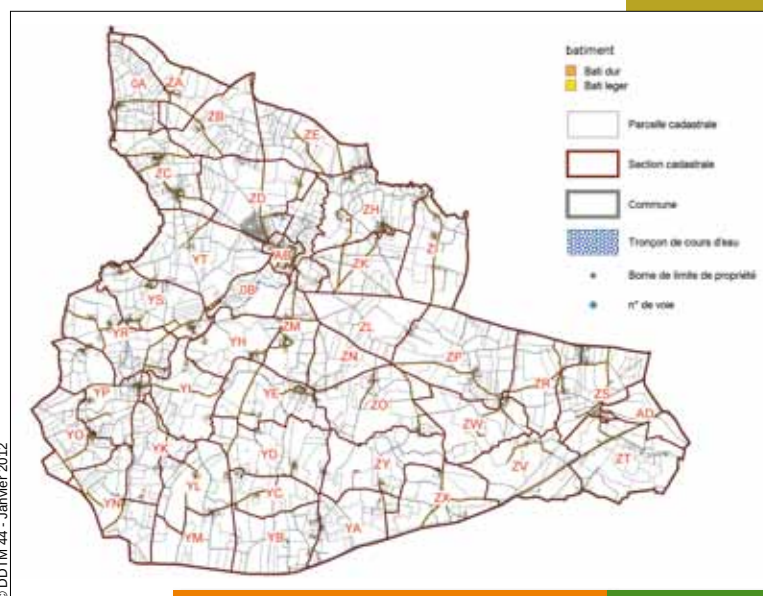 batiment
Bati dur
Bati leger
Parcelle cadastrale
Section cadastrale
Commune
Tronçon de cours d'eau
Borne de limite de propriété
n° de voie
0A
ZA
ZB
ZE
ZC
ZD
ZH
AB
ZK
YT
0B
YS
YR
YH
ZM
ZL
ZN
ZP
ZR
ZS
YP
YI
YE
ZO
AD
YO
ZW
YK
YD
ZY
ZV
ZT
YL
YC
ZX
YN
YM
YB
YA
© DDTM 44 - Janvier 2012